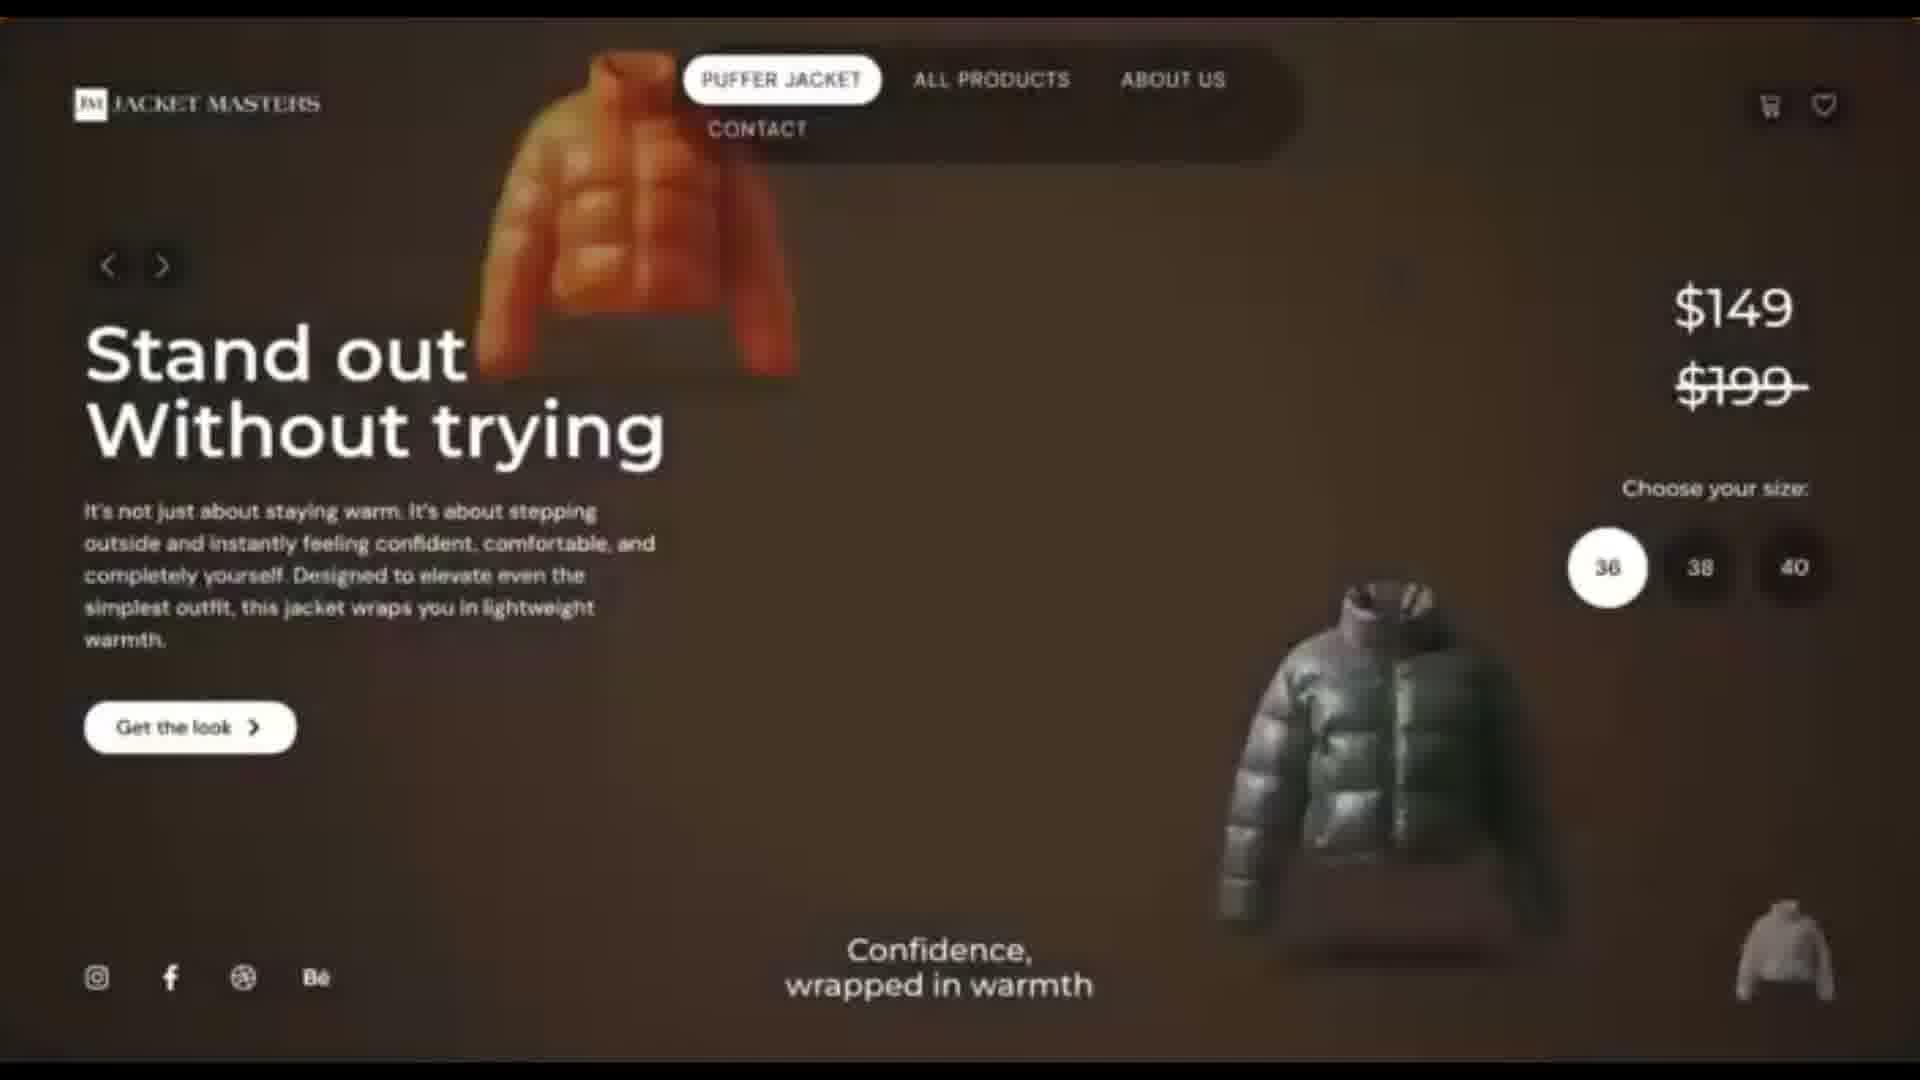 JM JACKET MASTERS
PUFFER JACKET
ALL PRODUCTS
ABOUT US
CONTACT
Stand out
Without trying
It's not just about staying warm. It's about stepping
outside and instantly feeling confident, comfortable, and
completely yourself. Designed to elevate even the
simplest outfit, this jacket wraps you in lightweight
warmth.
Get the look
$149
$199
Choose your size:
36
38
40
Confidence,
wrapped in warmth
Bē